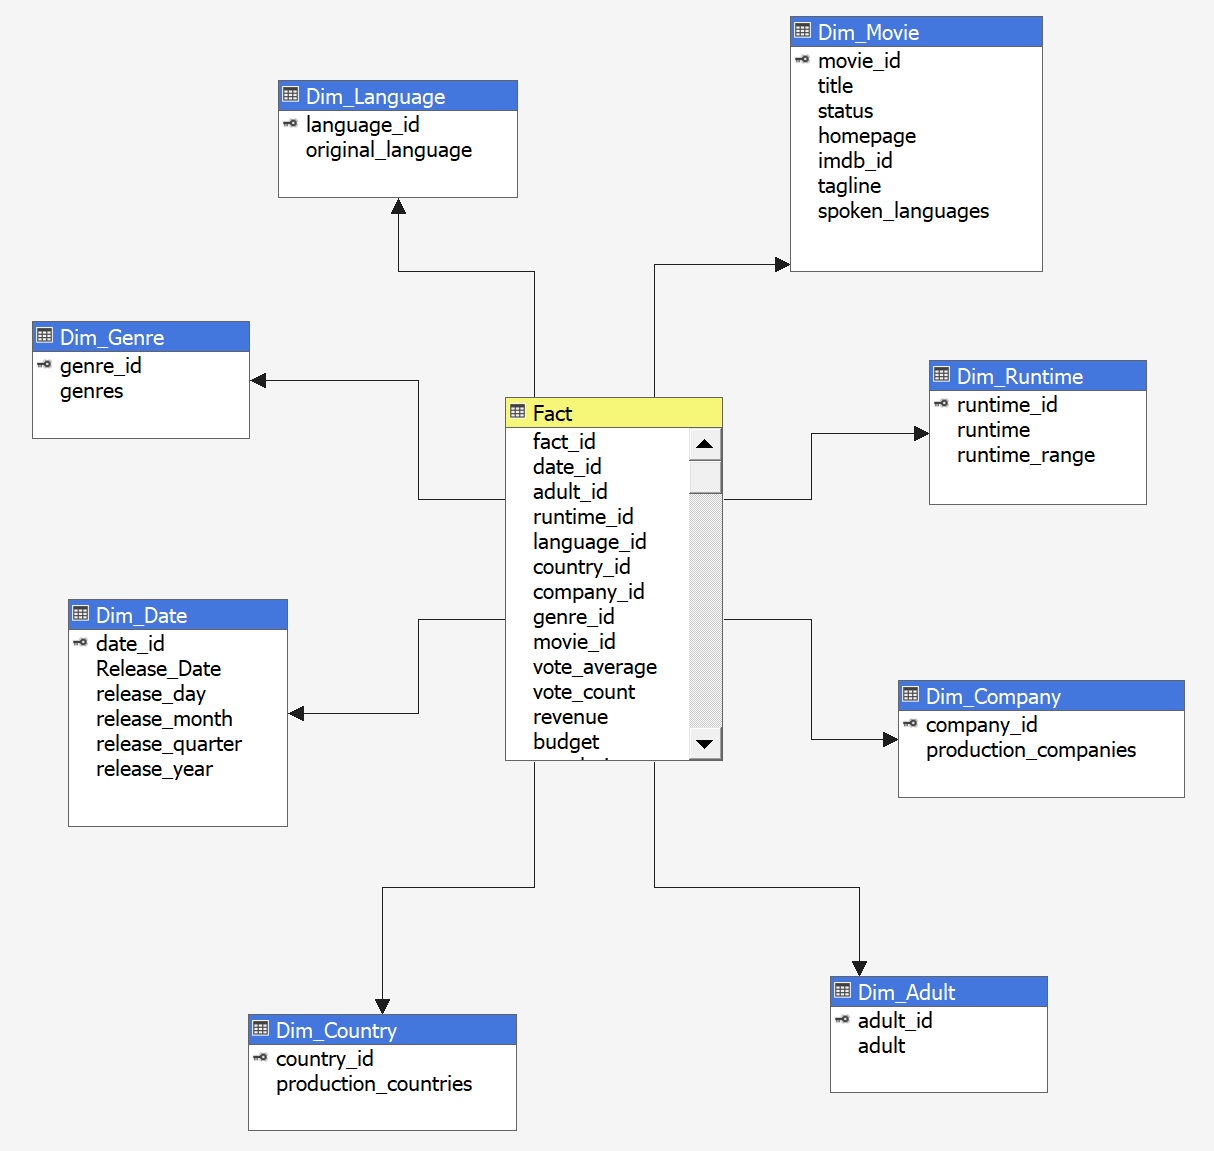 Dim_Movie
movie_id
title
status
homepage
imdb_id
tagline
spoken_languages
Dim_Language
language_id
original_language
Dim_Genre
genre_id
genres
Dim_Runtime
runtime_id
runtime
runtime_range
Fact
fact_id
date_id
adult_id
runtime_id
language_id
country_id
company_id
genre_id
movie_id
vote_average
vote_count
revenue
budget
Dim_Date
date_id
Release_Date
release_day
release_month
release_quarter
release_year
Dim_Company
company_id
production_companies
Dim_Country
country_id
production_countries
Dim_Adult
adult_id
adult